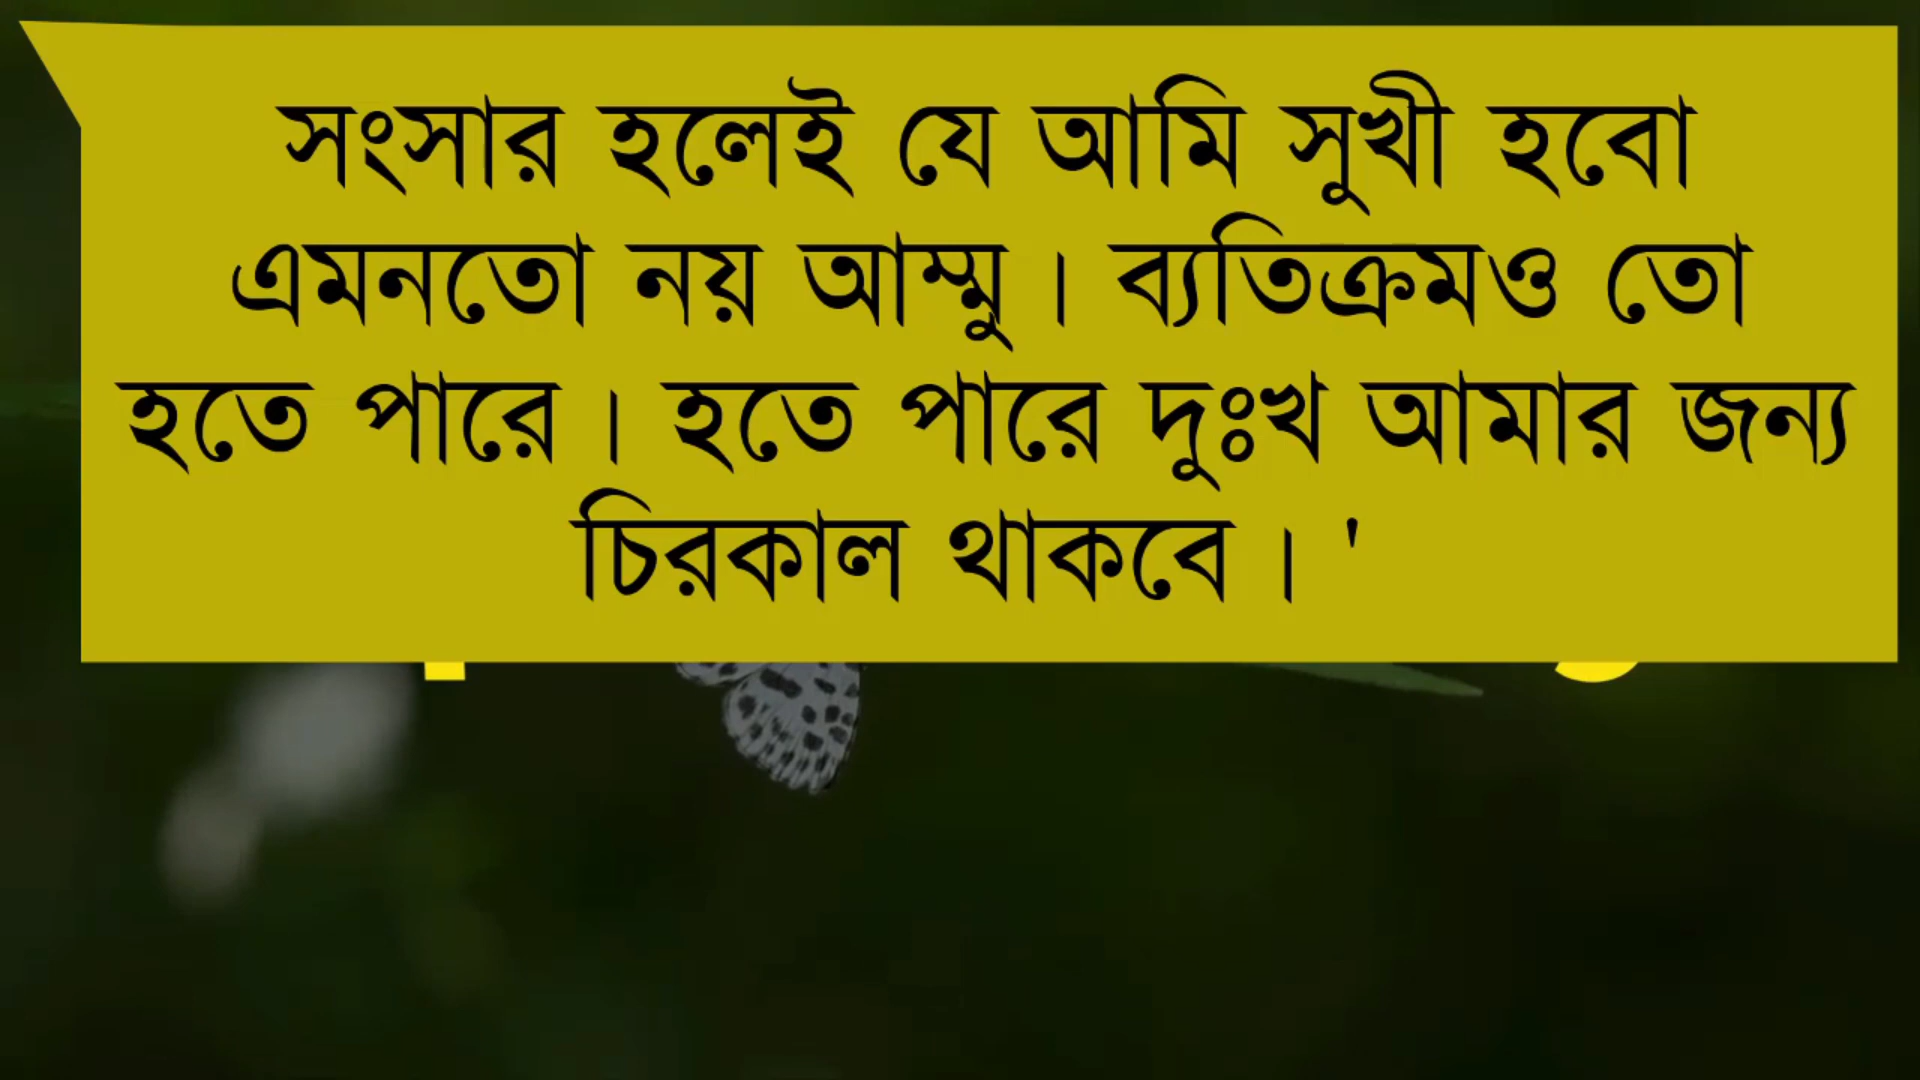 সংসার হলেই যে আমি সুখী হবো
এমনতো নয় আম্মু । ব্যতিক্রমও তো
হতে পারে । হতে পারে দুঃখ আমার জন্য
চিরকাল থাকবে । '